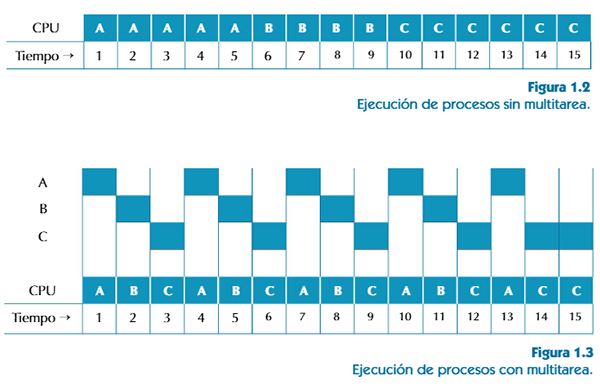 CPU A A A A A B B B B C C C C C C
Tiempo → 1 2 3 4 5 6 7 8 9 10 11 12 13 14 15
Figura 1.2
Ejecución de procesos sin multitarea.
A
B
C
CPU A B C A B C A B C A B C A C C
Tiempo → 1 2 3 4 5 6 7 8 9 10 11 12 13 14 15
Figura 1.3
Ejecución de procesos con multitarea.